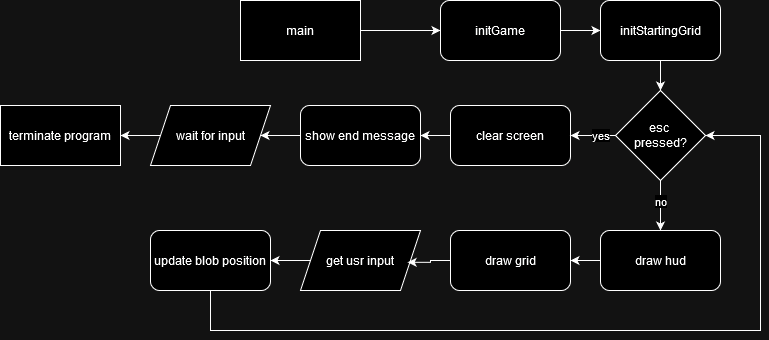 main
initGame
initStartingGrid
terminate program
wait for input
show end message
clear screen
yes
esc
pressed?
no
update blob position
get usr input
draw grid
draw hud